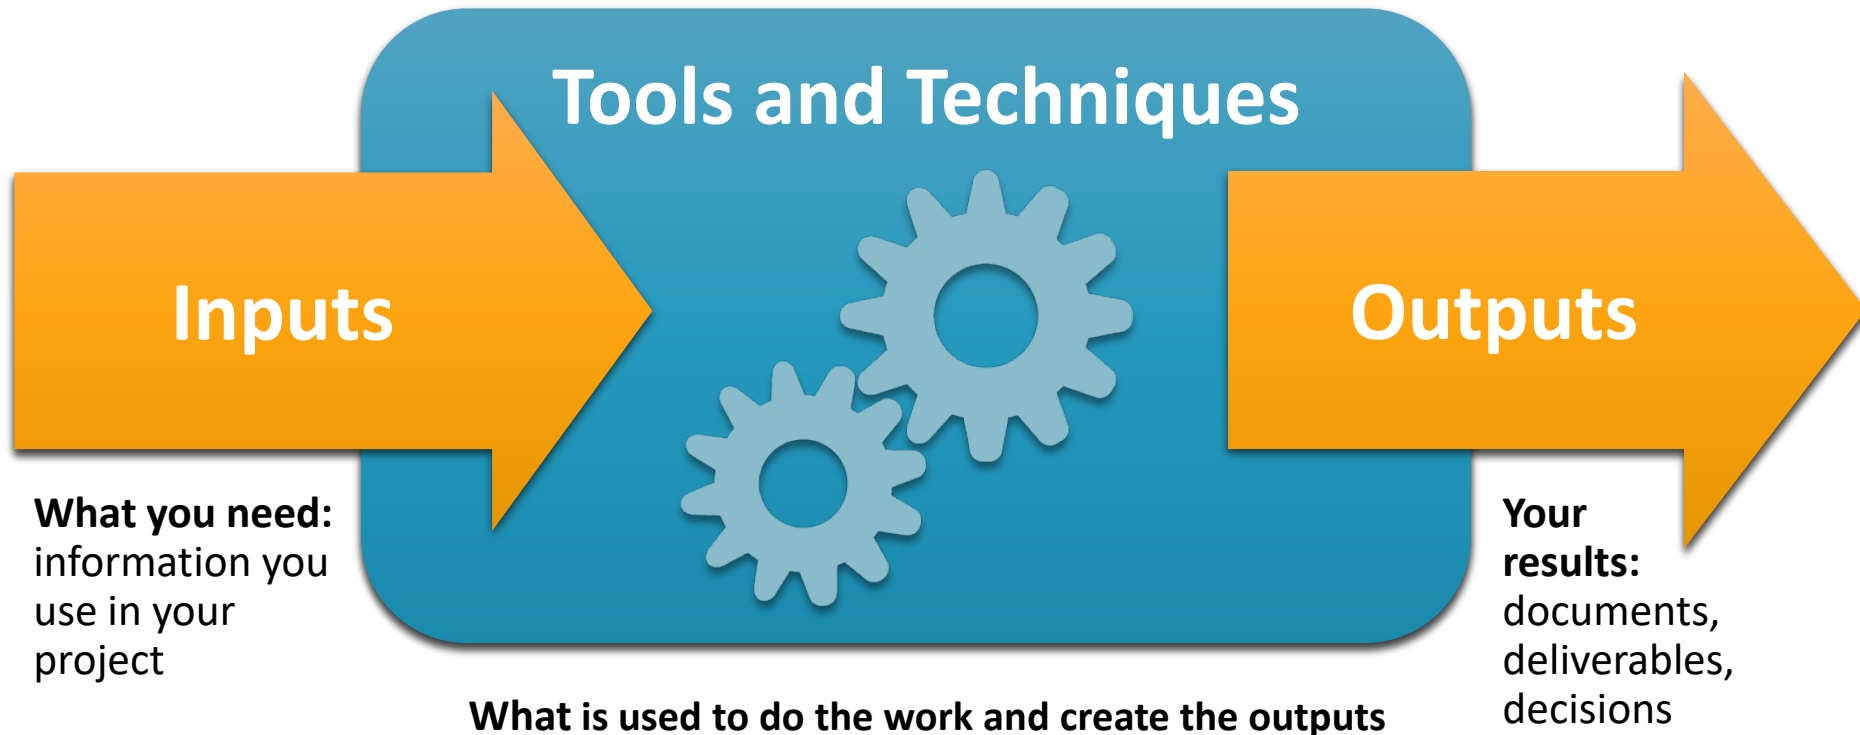 Tools and Techniques
Inputs
Outputs
What you need:
information you
use in your
project
What is used to do the work and create the outputs
Your
results:
documents,
deliverables,
decisions